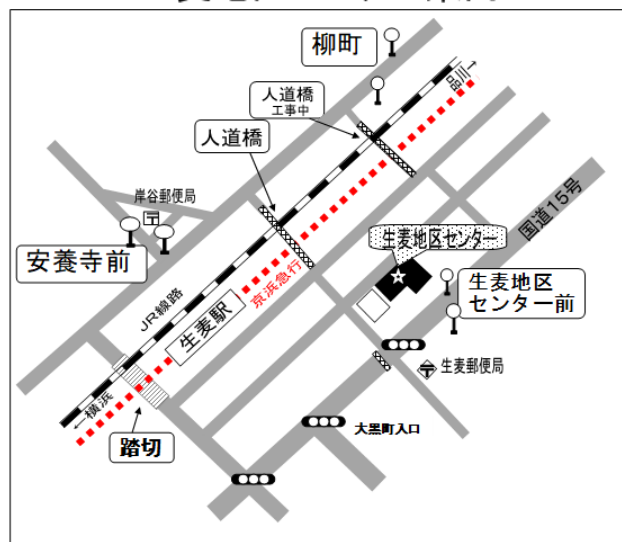 柳町
品川→
人道橋
工事中
人道橋
岸谷郵便局
国道15号
生麦地区センター
安養寺前
京浜急行
生麦地区
センター前
JR線路
生麦駅
生麦郵便局
←横浜
大黒町入口
踏切